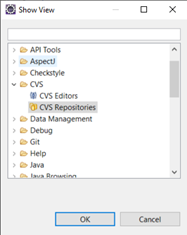 Show View
API Tools
AspectJ
Checkstyle
CVS
CVS Editors
CVS Repositories
Data Management
Debug
Git
Help
Java
Java Browsing
OK
Cancel